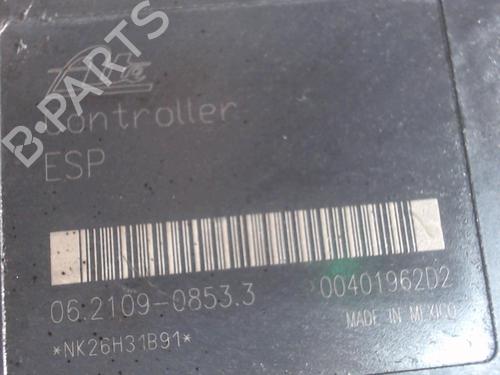 B-PARTS
Controller
ESP
06.2109-0853.3
00401962D2
*NK26H31B91*
MADE IN MEXICO